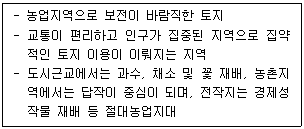 - 농업지역으로 보전이 바람직한 토지
- 교통이 편리하고 인구가 집중된 지역으로 집약
적인 토지 이용이 이뤄지는 지역
- 도시근교에서는 과수, 채소 및 꽃 재배, 농촌지
역에서는 답작이 중심이 되며, 전작지는 경제성
작물 재배 등 절대농업지대